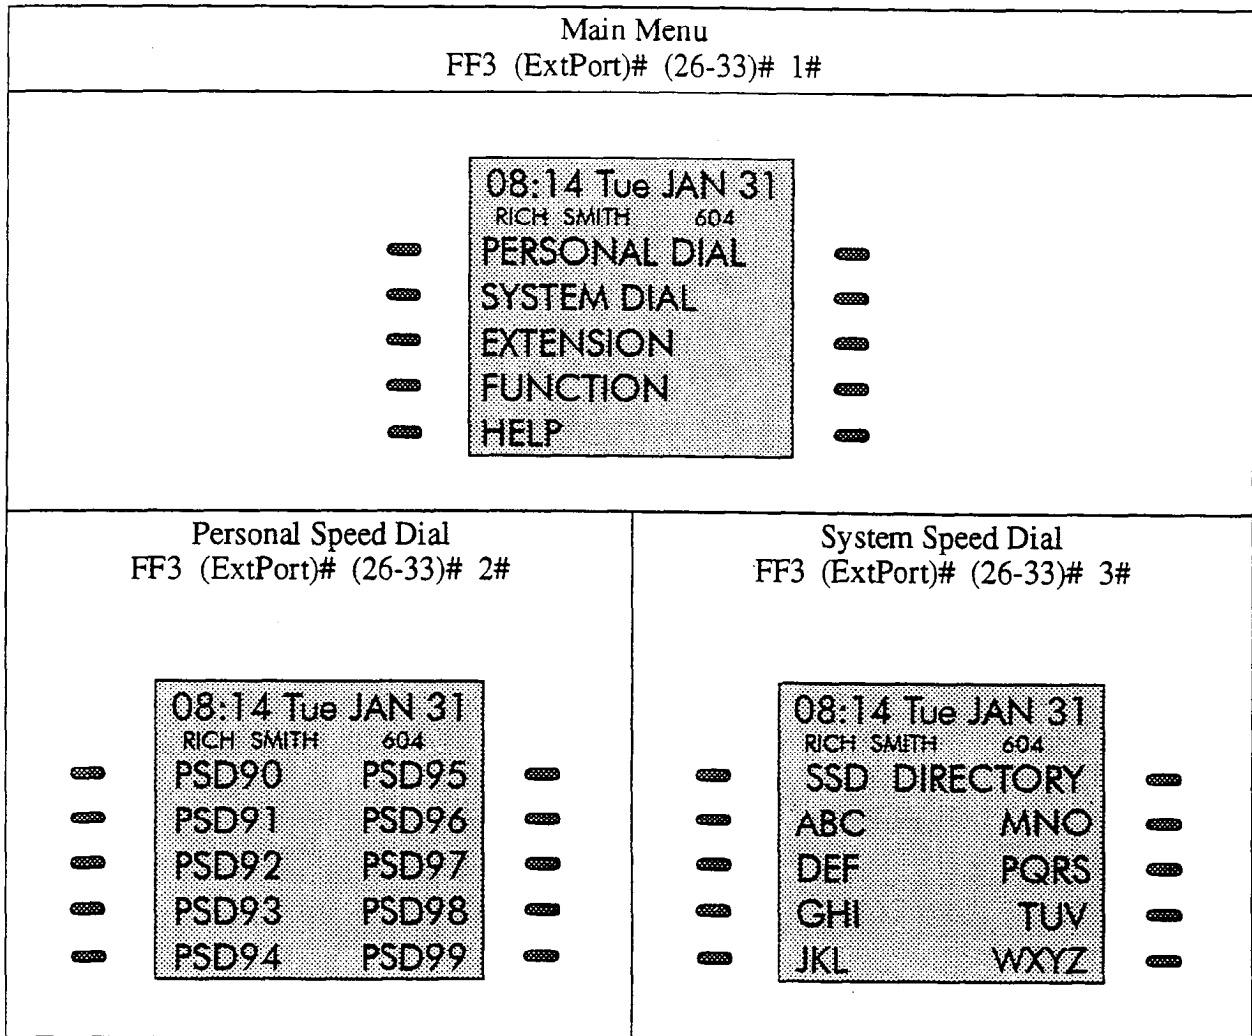 Main Menu
FF3 (ExtPort)# (26-33)# 1#
08:14 Tue JAN 31
RICH SMITH 604
PERSONAL DIAL
SYSTEM DIAL
EXTENSION
FUNCTION
HELP
Personal Speed Dial
FF3 (ExtPort)# (26-33)# 2#
08:14 Tue JAN 31
RICH SMITH 604
PSD90 PSD95
PSD91 PSD96
PSD92 PSD97
PSD93 PSD98
PSD94 PSD99
System Speed Dial
FF3 (ExtPort)# (26-33)# 3#
08:14 Tue JAN 31
RICH SMITH 604
SSD DIRECTORY
ABC MNO
DEF PQRS
GHI TUV
JKL WXYZ